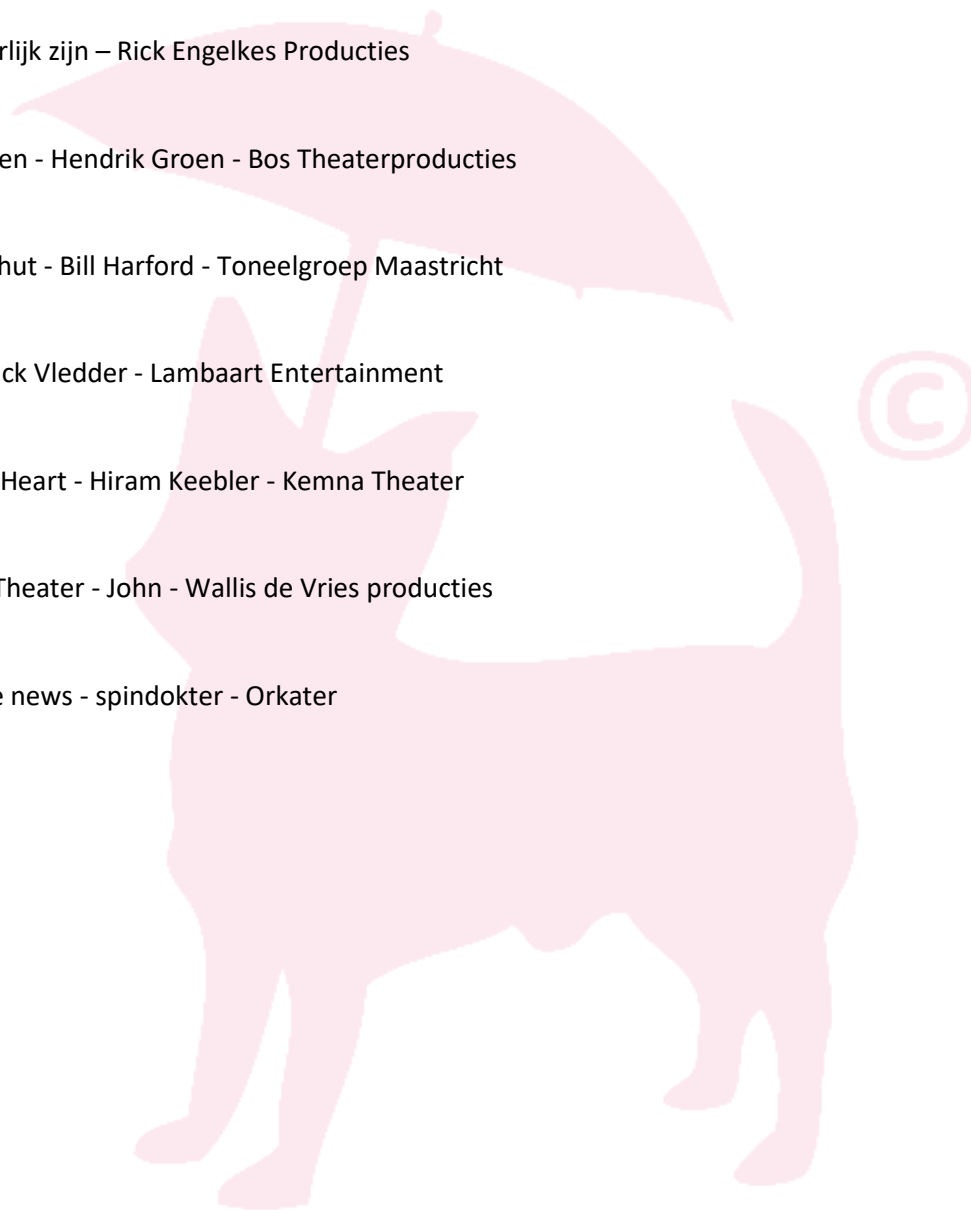 rlijk zijn – Rick Engelkes Producties
en - Hendrik Groen - Bos Theaterproducties
hut - Bill Harford - Toneelgroep Maastricht
ck Vledder - Lambaart Entertainment
Heart - Hiram Keebler - Kemna Theater
Theater - John - Wallis de Vries producties
e news - spindokter - Orkater
©